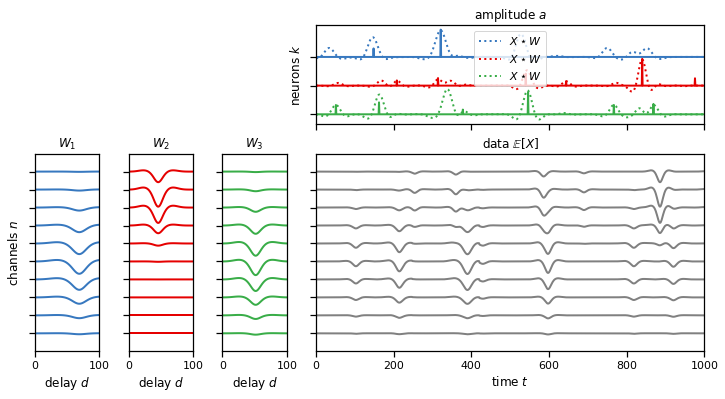 amplitude a
neurons k
X ⋆ W
X ⋆ W
X ⋆ W
W1
W2
W3
data 𝔼[X]
channels n
0 100
0 100
0 100
0 200 400 600 800 1000
delay d
delay d
delay d
time t